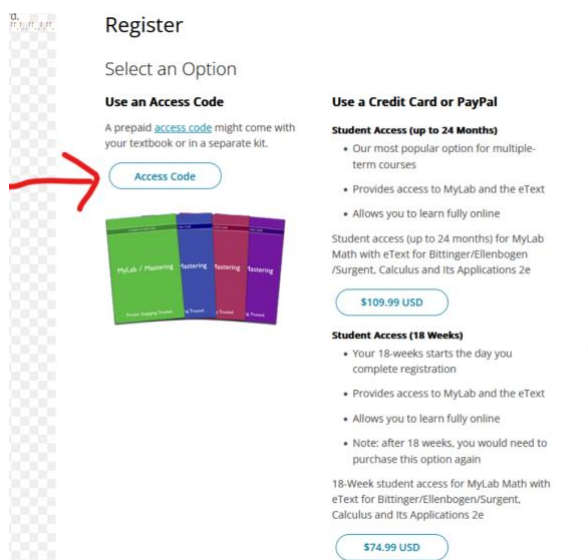 Register
Select an Option
Use an Access Code
A prepaid access code might come with
your textbook or in a separate kit.
Access Code
MyLab / Mastering
Mastering
Mastering
Mastering
Use a Credit Card or PayPal
Student Access (up to 24 Months)
• Our most popular option for multiple-
term courses
• Provides access to MyLab and the eText
• Allows you to learn fully online
Student access (up to 24 months) for MyLab
Math with eText for Bittinger/Ellenbogen
/Surgent, Calculus and Its Applications 2e
$109.99 USD
Student Access (18 Weeks)
• Your 18-weeks starts the day you
complete registration
• Provides access to MyLab and the eText
• Allows you to learn fully online
• Note: after 18 weeks, you would need to
purchase this option again
18-Week student access for MyLab Math with
eText for Bittinger/Ellenbogen/Surgent,
Calculus and Its Applications 2e
$74.99 USD